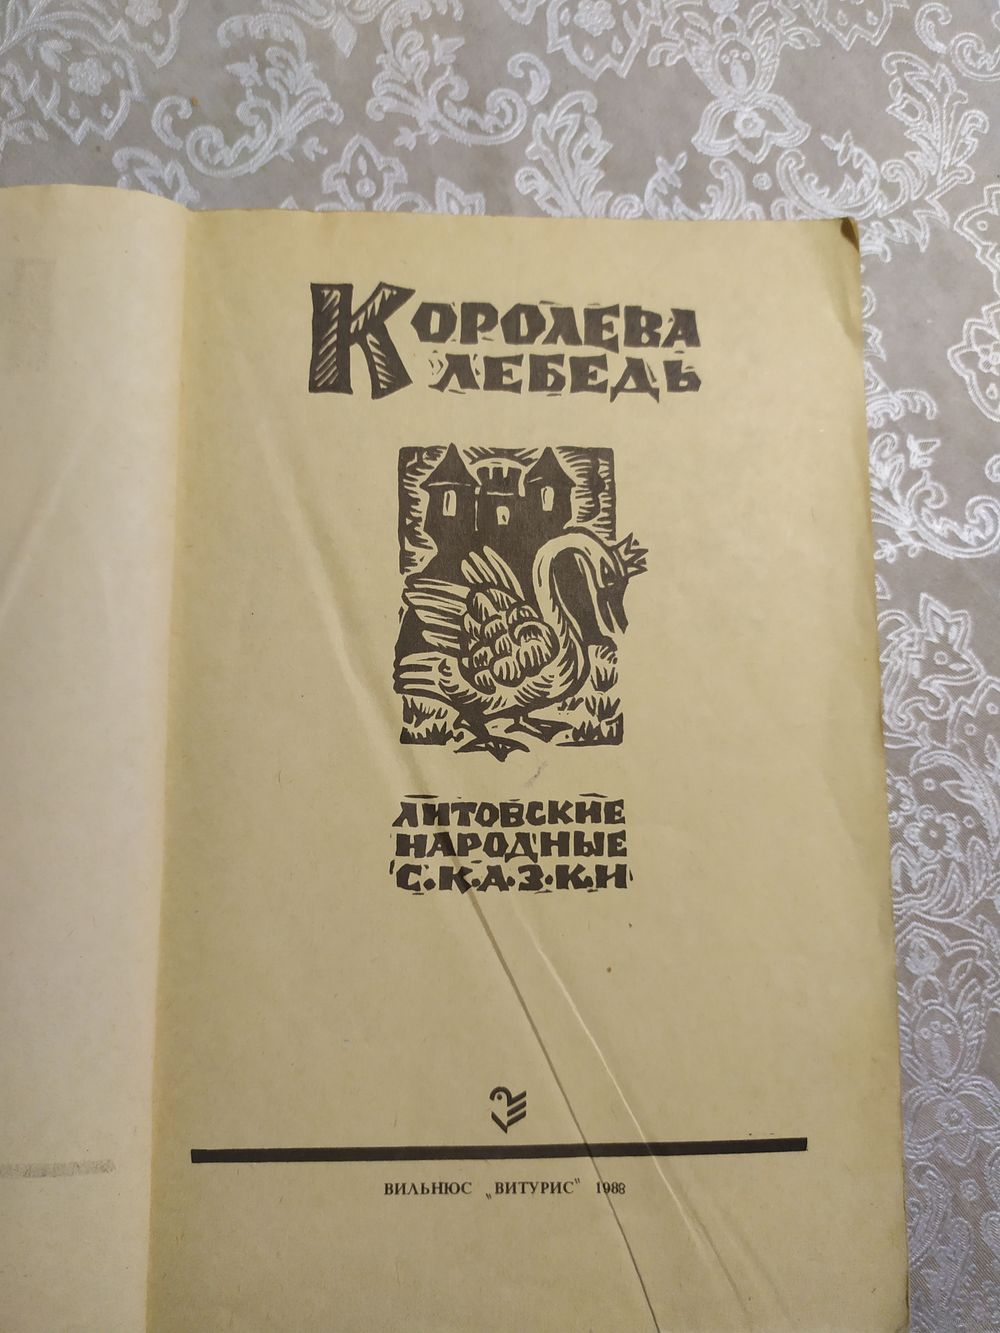 Королева
лебедь
литовские
народные
с.к.а.з.к.и
ВИЛЬНЮС „ВИТУРИС" 1988